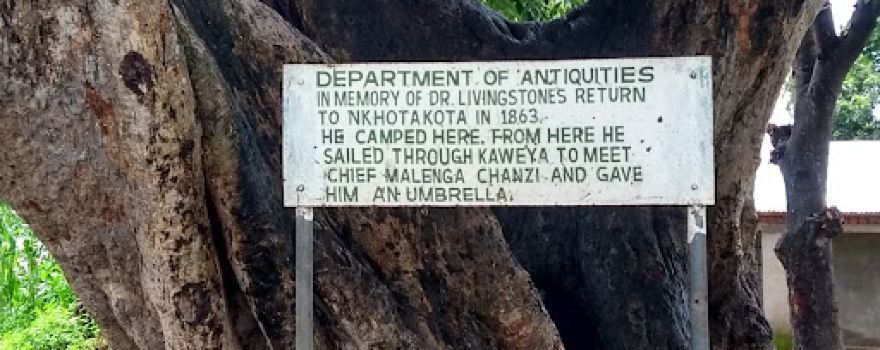 DEPARTMENT OF ANTIQUITIES
IN MEMORY OF DR. LIVINGSTONES RETURN
TO NKHOTAKOTA IN 1863.
HE CAMPED HERE. FROM HERE HE
SAILED THROUGH KAWEYA TO MEET
CHIEF MALENGA CHANZI AND GAVE
HIM AN UMBRELLA.